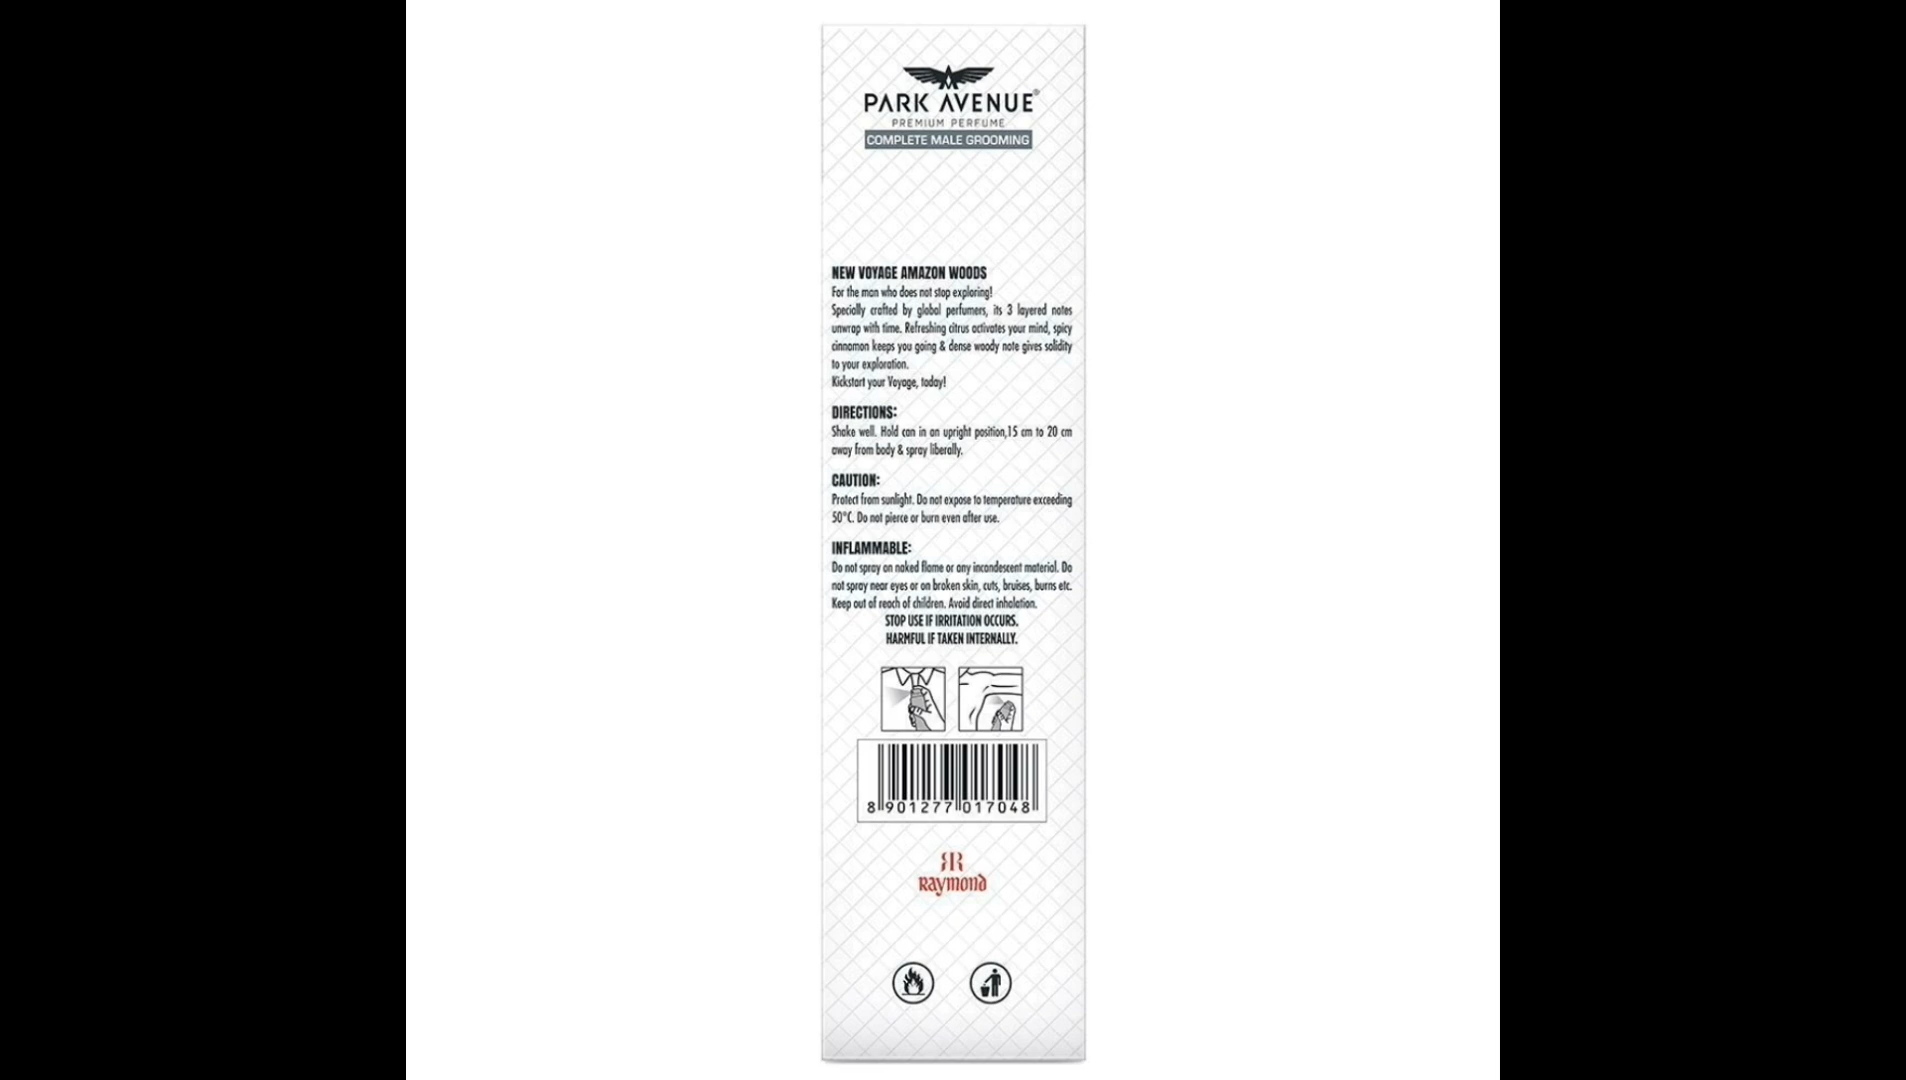 PARK AVENUE®
PREMIUM PERFUME
COMPLETE MALE GROOMING
NEW VOYAGE AMAZON WOODS
For the man who does not stop exploring!
Specially crafted by global perfumers, its 3 layered notes
unwrap with time. Refreshing citrus activates your mind, spicy
cinnamon keeps you going & dense woody note gives solidity
to your exploration.
Kickstart your Voyage, today!
DIRECTIONS:
Shake well. Hold can in an upright position,15 cm to 20 cm
away from body & spray liberally.
CAUTION:
Protect from sunlight. Do not expose to temperature exceeding
50°C. Do not pierce or burn even after use.
INFLAMMABLE:
Do not spray on naked flame or any incandescent material. Do
not spray near eyes or on broken skin, cuts, bruises, burns etc.
Keep out of reach of children. Avoid direct inhalation.
STOP USE IF IRRITATION OCCURS.
HARMFUL IF TAKEN INTERNALLY.
8 901277 017048
Raymond